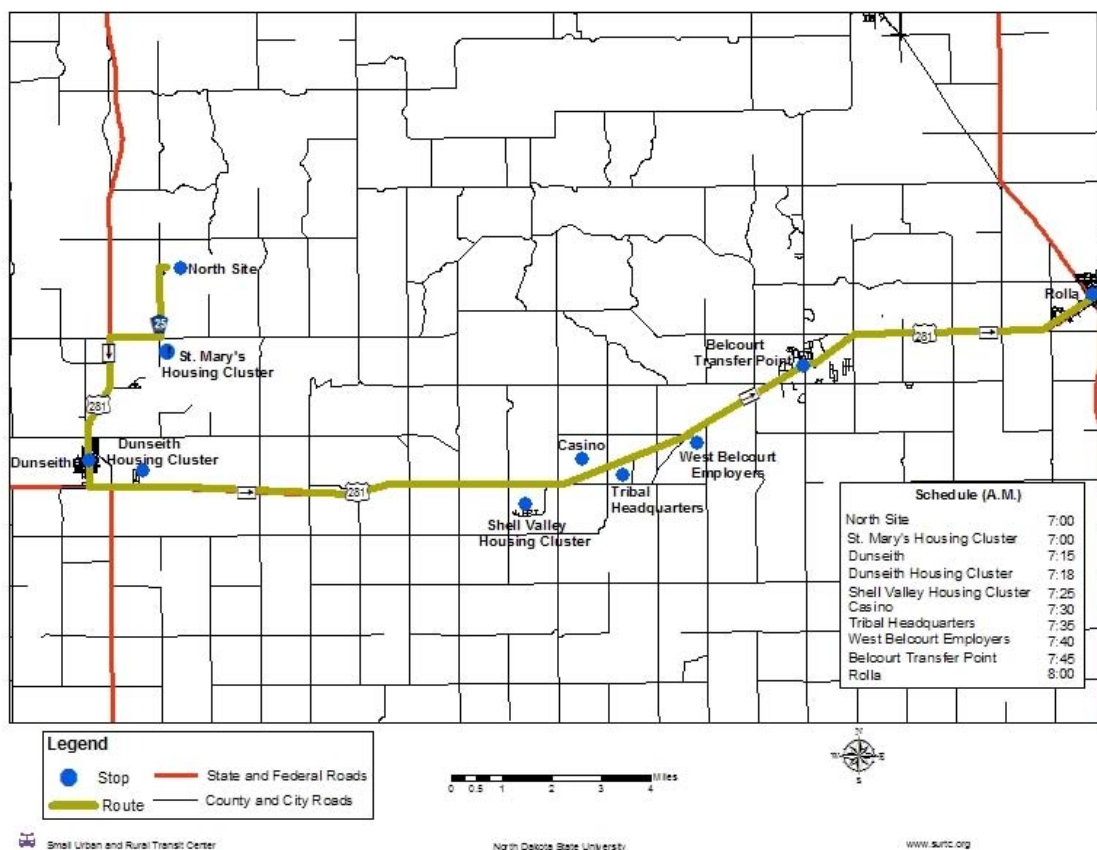 North Site
25
St. Mary's
Housing Cluster
281
Dunseith
Dunseith
Housing Cluster
281
Shell Valley
Housing Cluster
Casino
Tribal
Headquarters
West Belcourt
Employers
Belcourt
Transfer Point
281
Rolla
Schedule (A.M.)
North Site 7:00
St. Mary's Housing Cluster 7:00
Dunseith 7:15
Dunseith Housing Cluster 7:18
Shell Valley Housing Cluster 7:25
Casino 7:30
Tribal Headquarters 7:35
West Belcourt Employers 7:40
Belcourt Transfer Point 7:45
Rolla 8:00
Legend
Stop
State and Federal Roads
Route
County and City Roads
Miles
0 0.5 1 2 3 4
N
W E
S
Small Urban and Rural Transit Center
North Dakota State University
www.surtc.org